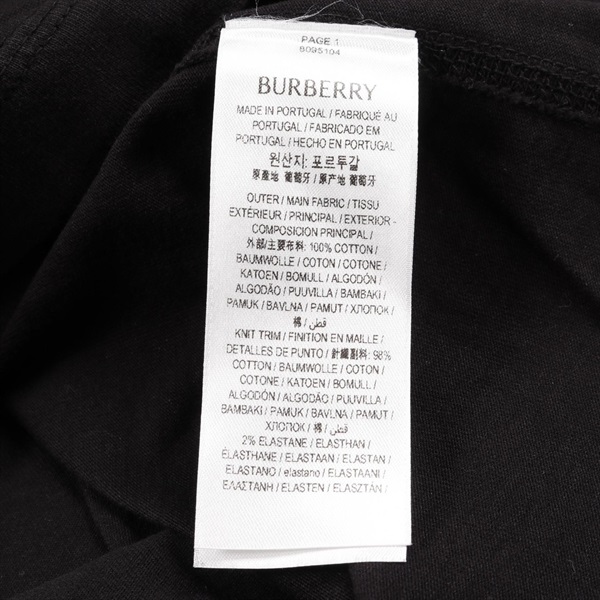 PAGE 1
8095104
BURBERRY
MADE IN PORTUGAL / FABRIQUÉ AU
PORTUGAL / FABRICADO EM
PORTUGAL / HECHO EN PORTUGAL
원산지: 포르투갈
原產地 葡萄牙 / 原产地 葡萄牙
OUTER / MAIN FABRIC / TISSU
EXTÉRIEUR / PRINCIPAL / EXTERIOR -
COMPOSICIÓN PRINCIPAL /
外部/主要布料: 100% COTTON /
BAUMWOLLE / COTON / COTONE /
KATOEN / BOMULL / ALGODÓN /
ALGODÃO / PUUVILLA / BAMBAKI /
PAMUK / BAVLNA / PAMUT / ХЛОПОК /
棉 / قطن /
KNIT TRIM / FINITION EN MAILLE /
DETALLES DE PUNTO / 針織副料: 98%
COTTON / BAUMWOLLE / COTON /
COTONE / KATOEN / BOMULL /
ALGODÓN / ALGODÃO / PUUVILLA /
BAMBAKI / PAMUK / BAVLNA / PAMUT /
ХЛОПОК / 棉 / قطن /
2% ELASTANE / ELASTHAN /
ÉLASTHANNE / ELASTAAN / ELASTAN /
ELASTANO / elastano / ELASTAANI /
ΕΛΑΣΤΑΝΗ / ELASTEN / ELASZTÁN /